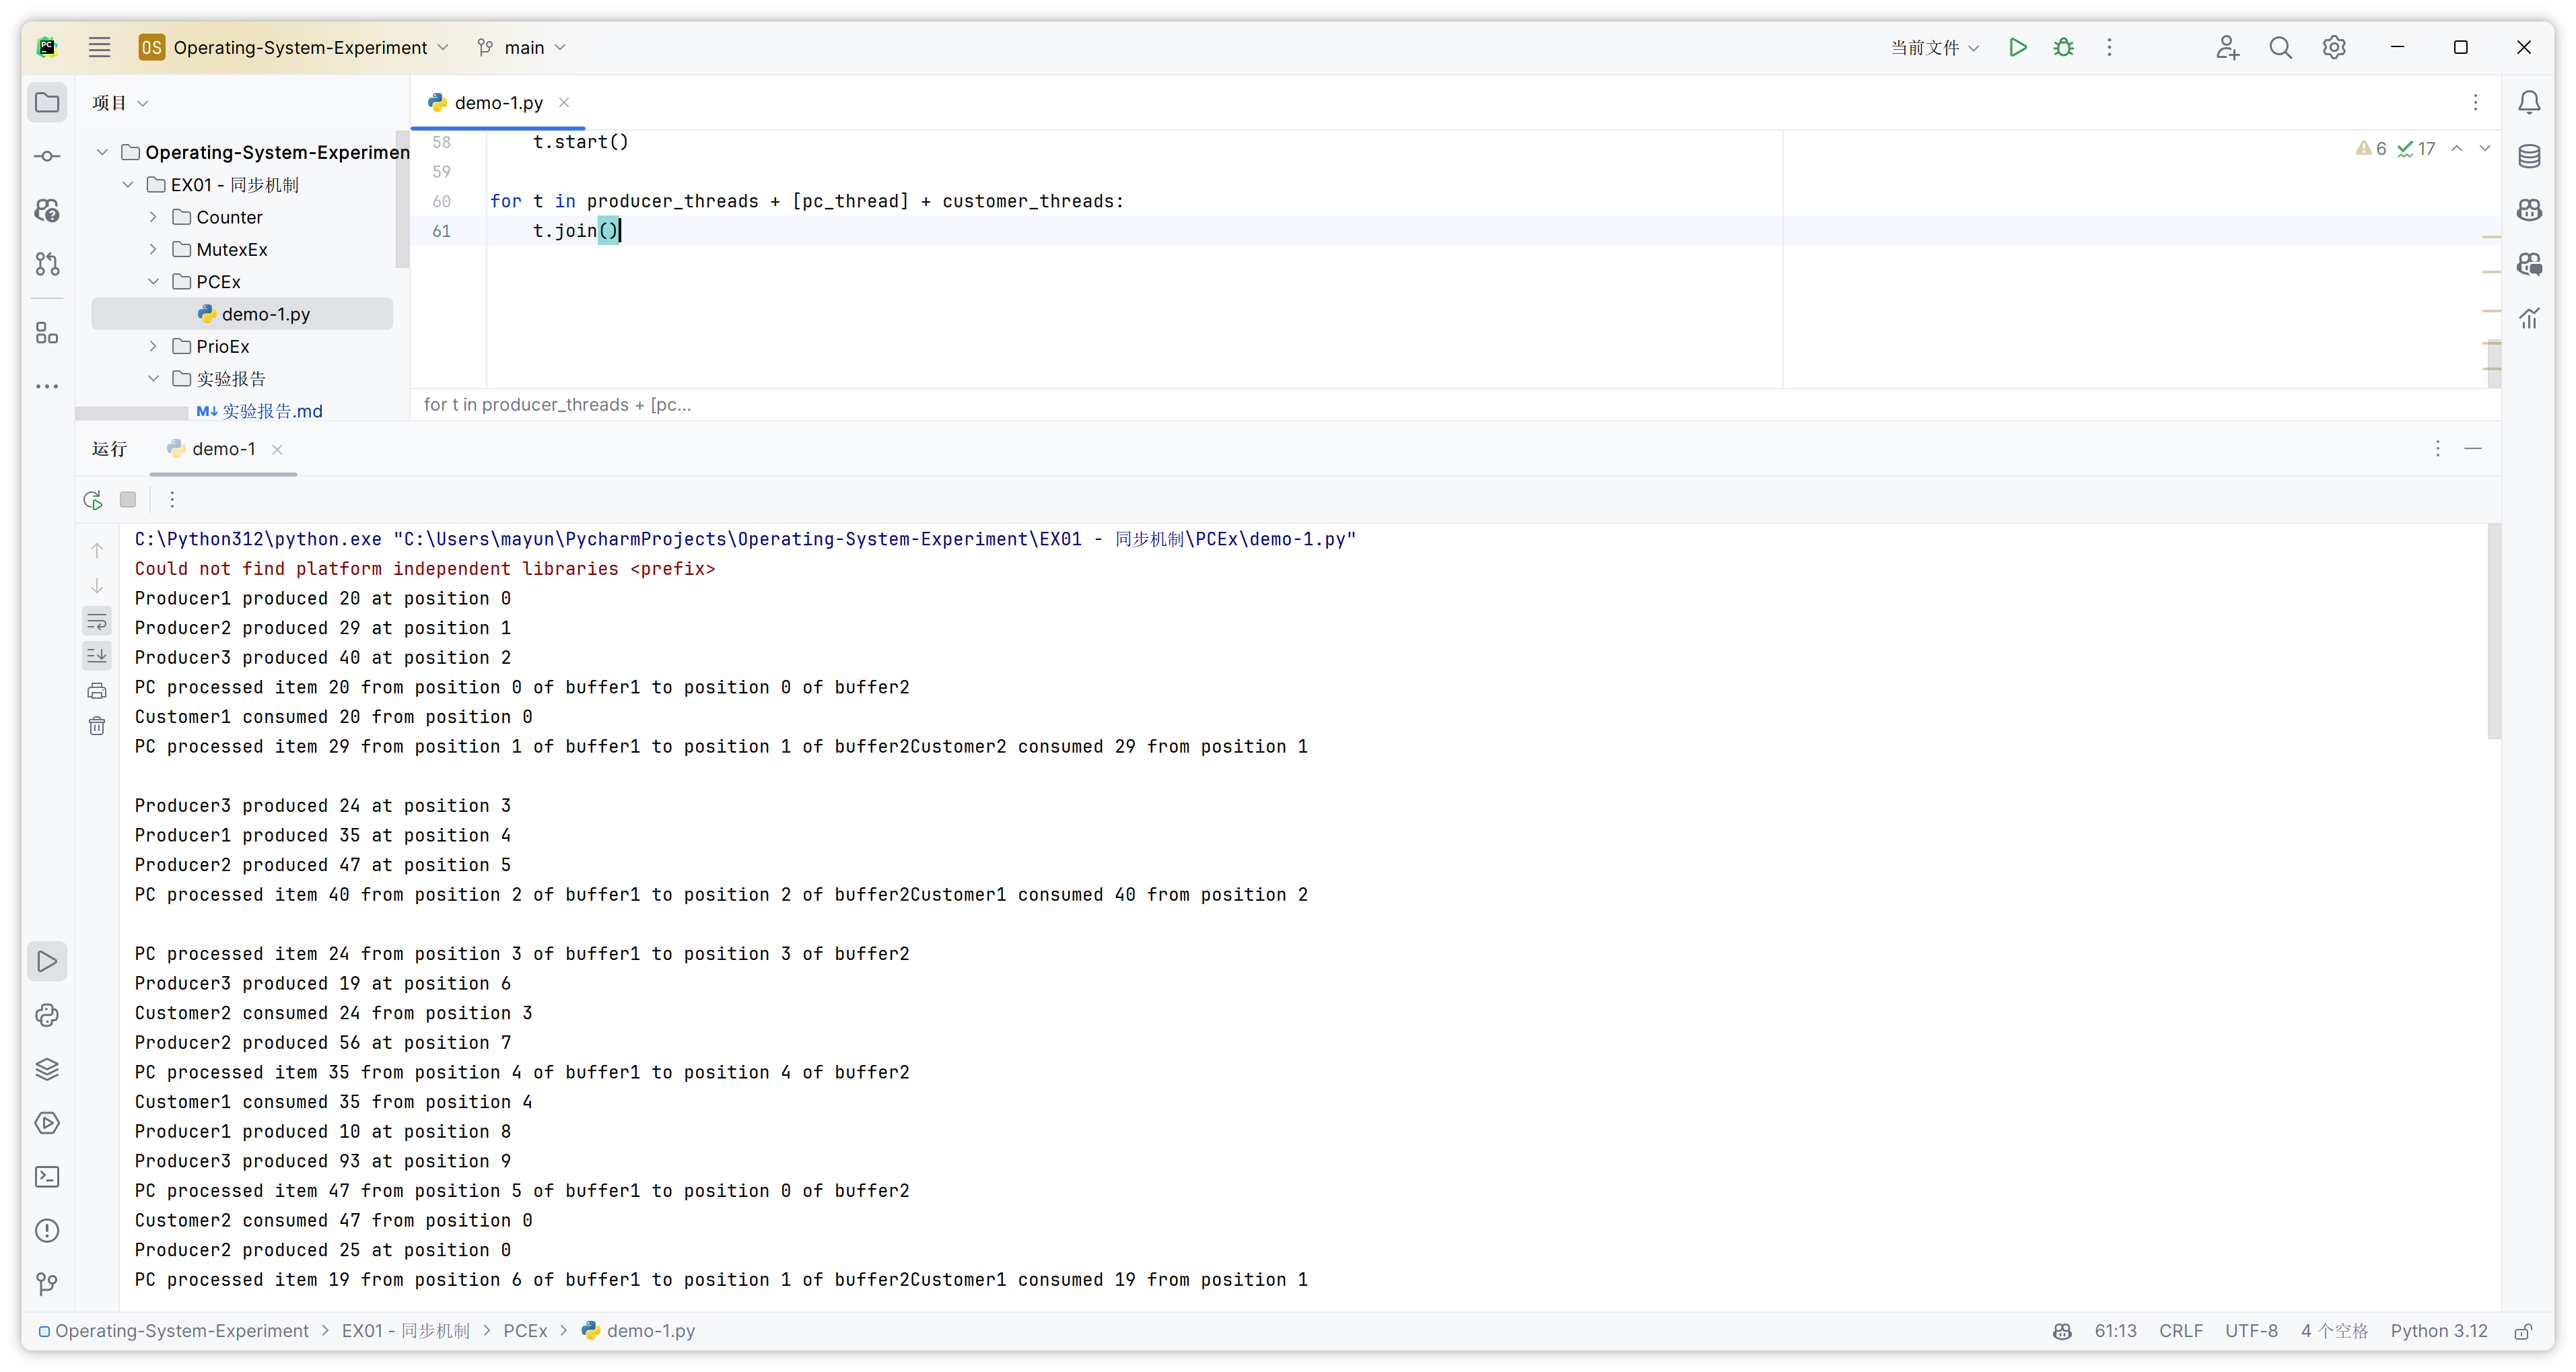 PC OS Operating-System-Experiment main 当前文件
项目
demo-1.py
Operating-System-Experimen
EX01 - 同步机制
Counter
MutexEx
PCEx
demo-1.py
PrioEx
实验报告
M↓ 实验报告.md
58 t.start()
59
60 for t in producer_threads + [pc_thread] + customer_threads:
61 t.join()
6 17
for t in producer_threads + [pc...
运行 demo-1
C:\Python312\python.exe "C:\Users\mayun\PycharmProjects\Operating-System-Experiment\EX01 - 同步机制\PCEx\demo-1.py"
Could not find platform independent libraries <prefix>
Producer1 produced 20 at position 0
Producer2 produced 29 at position 1
Producer3 produced 40 at position 2
PC processed item 20 from position 0 of buffer1 to position 0 of buffer2
Customer1 consumed 20 from position 0
PC processed item 29 from position 1 of buffer1 to position 1 of buffer2Customer2 consumed 29 from position 1
Producer3 produced 24 at position 3
Producer1 produced 35 at position 4
Producer2 produced 47 at position 5
PC processed item 40 from position 2 of buffer1 to position 2 of buffer2Customer1 consumed 40 from position 2
PC processed item 24 from position 3 of buffer1 to position 3 of buffer2
Producer3 produced 19 at position 6
Customer2 consumed 24 from position 3
Producer2 produced 56 at position 7
PC processed item 35 from position 4 of buffer1 to position 4 of buffer2
Customer1 consumed 35 from position 4
Producer1 produced 10 at position 8
Producer3 produced 93 at position 9
PC processed item 47 from position 5 of buffer1 to position 0 of buffer2
Customer2 consumed 47 from position 0
Producer2 produced 25 at position 0
PC processed item 19 from position 6 of buffer1 to position 1 of buffer2Customer1 consumed 19 from position 1
Operating-System-Experiment > EX01 - 同步机制 > PCEx > demo-1.py 61:13 CRLF UTF-8 4 个空格 Python 3.12